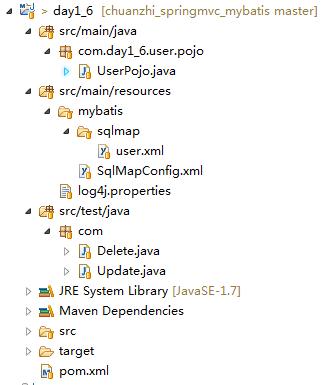 > day1_6 [chuanzhi_springmvc_mybatis master]
src/main/java
com.day1_6.user.pojo
UserPojo.java
src/main/resources
mybatis
sqlmap
user.xml
SqlMapConfig.xml
log4j.properties
src/test/java
com
Delete.java
Update.java
JRE System Library [JavaSE-1.7]
Maven Dependencies
src
target
pom.xml